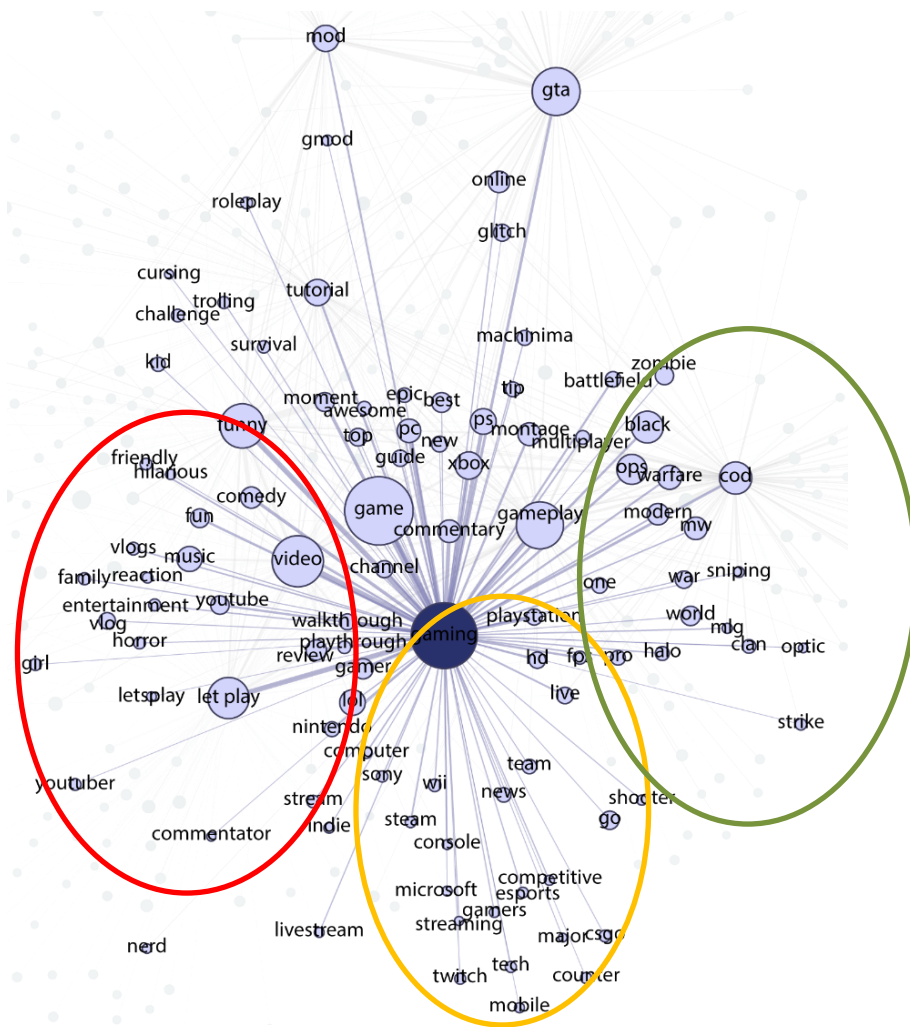 mod
gta
gmod
online
roleplay
glitch
cursing
tutorial
trolling
challenge
machinima
survival
kid
zombie
battlefield
moment
epic
tip
awesome
best
funny
ps
black
top
pc
new
montage
multiplayer
friendly
guide
xbox
hilarious
ops
warfare
cod
comedy
game
gameplay
fun
commentary
modern
mw
vlogs
music
video
channel
family
reaction
one
war
sniping
entertainment
youtube
vlog
walkthrough
playstation
world
mlg
horror
playthrough
gaming
review
hd
fps
pro
halo
clan
optic
girl
gamer
letsplay
let play
lol
live
nintendo
strike
computer
team
youtuber
sony
wii
news
stream
shooter
commentator
indie
steam
go
console
microsoft
competitive
esports
gamers
livestream
streaming
major
csgo
nerd
twitch
tech
counter
mobile